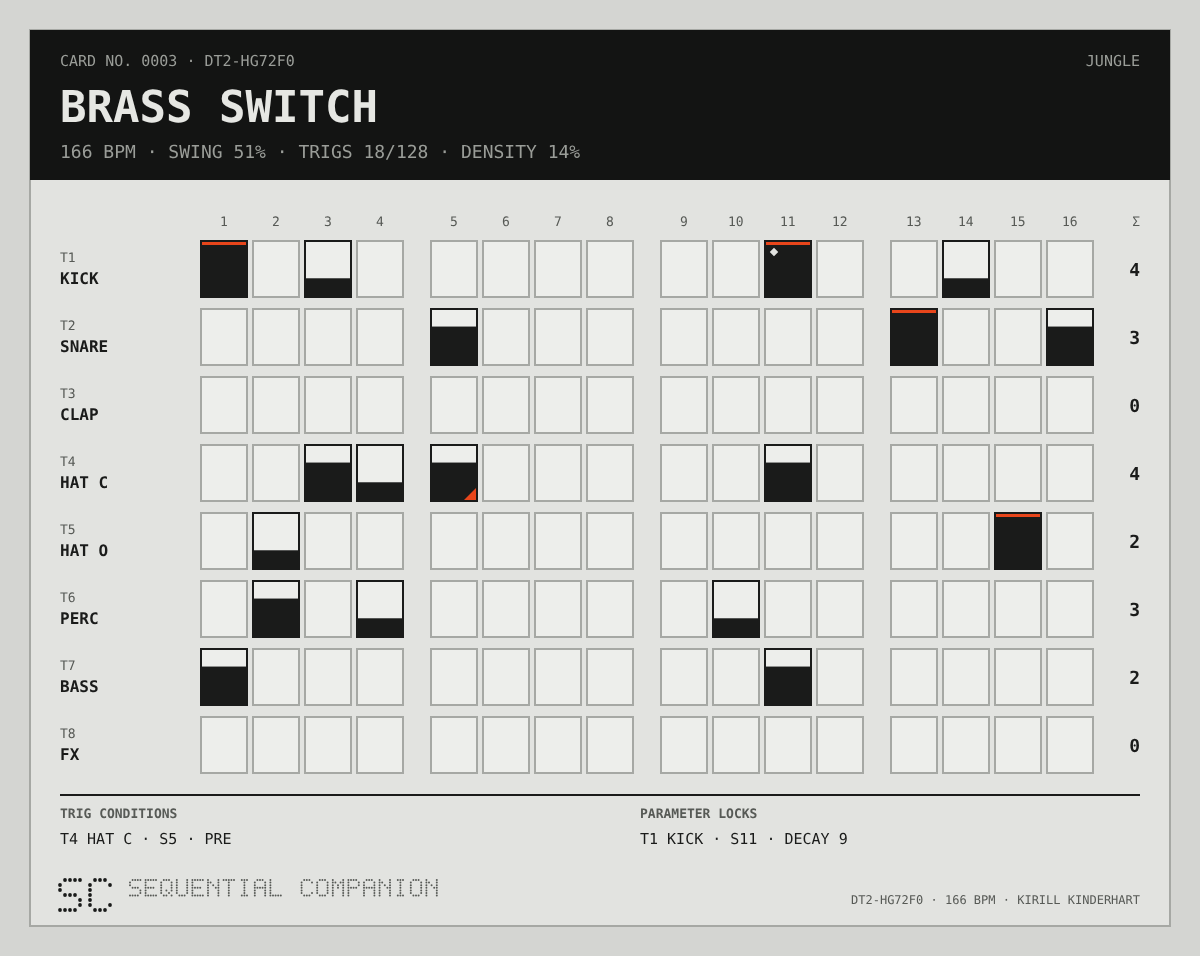 CARD NO. 0003 · DT2-HG72F0
JUNGLE
BRASS SWITCH
166 BPM · SWING 51% · TRIGS 18/128 · DENSITY 14%
1 2 3 4 5 6 7 8 9 10 11 12 13 14 15 16 Σ
T1
KICK 4
T2
SNARE 3
T3
CLAP 0
T4
HAT C 4
T5
HAT O 2
T6
PERC 3
T7
BASS 2
T8
FX 0
TRIG CONDITIONS
T4 HAT C · S5 · PRE
PARAMETER LOCKS
T1 KICK · S11 · DECAY 9
SC SEQUENTIAL COMPANION
DT2-HG72F0 · 166 BPM · KIRILL KINDERHART